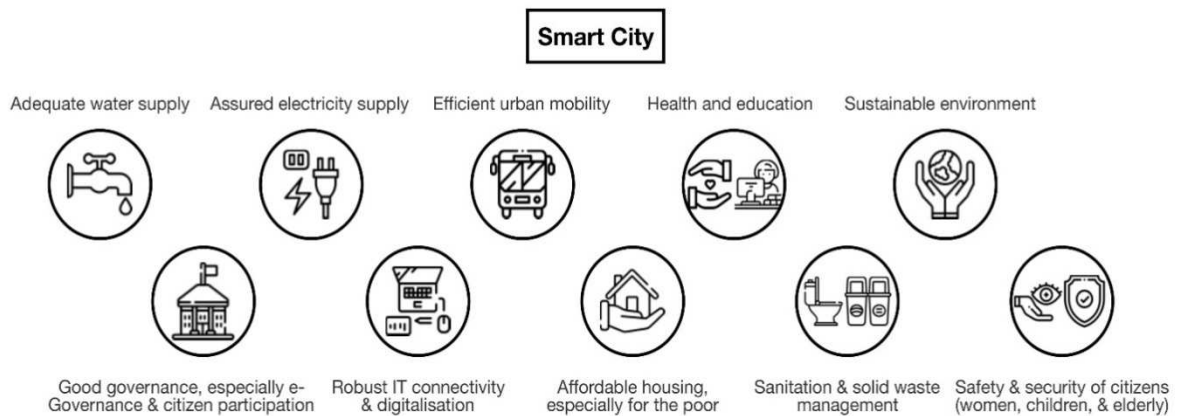 Smart City
Adequate water supply
Assured electricity supply
Efficient urban mobility
Health and education
Sustainable environment
Good governance, especially e-
Governance & citizen participation
Robust IT connectivity
& digitalisation
Affordable housing,
especially for the poor
Sanitation & solid waste
management
Safety & security of citizens
(women, children, & elderly)